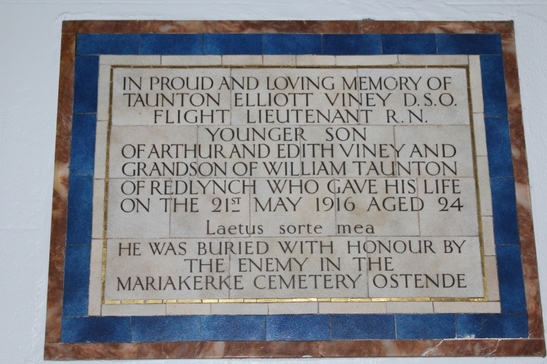 IN PROUD AND LOVING MEMORY OF
TAUNTON ELLIOTT VINEY D.S.O.
FLIGHT LIEUTENANT R.N.
YOUNGER SON
OF ARTHUR AND EDITH VINEY AND
GRANDSON OF WILLIAM TAUNTON
OF REDLYNCH WHO GAVE HIS LIFE
ON THE 21ST MAY 1916 AGED 24
Laetus sorte mea
HE WAS BURIED WITH HONOUR BY
THE ENEMY IN THE
MARIAKERKE CEMETERY OSTENDE